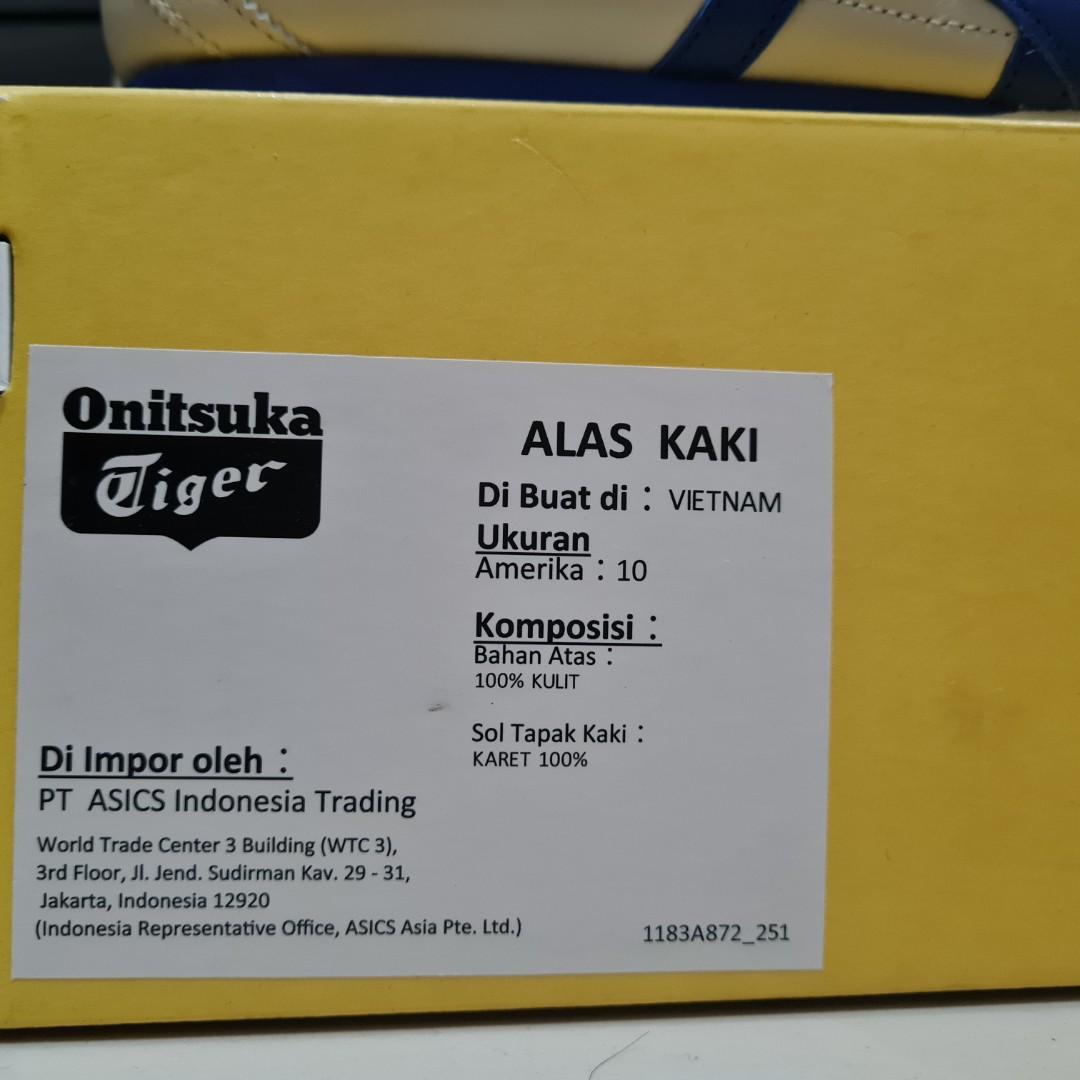 Onitsuka
Tiger
ALAS KAKI
Di Buat di : VIETNAM
Ukuran
Amerika : 10
Komposisi :
Bahan Atas :
100% KULIT
Sol Tapak Kaki :
KARET 100%
Di Impor oleh :
PT ASICS Indonesia Trading
World Trade Center 3 Building (WTC 3),
3rd Floor, Jl. Jend. Sudirman Kav. 29 - 31,
Jakarta, Indonesia 12920
(Indonesia Representative Office, ASICS Asia Pte. Ltd.)
1183A872_251